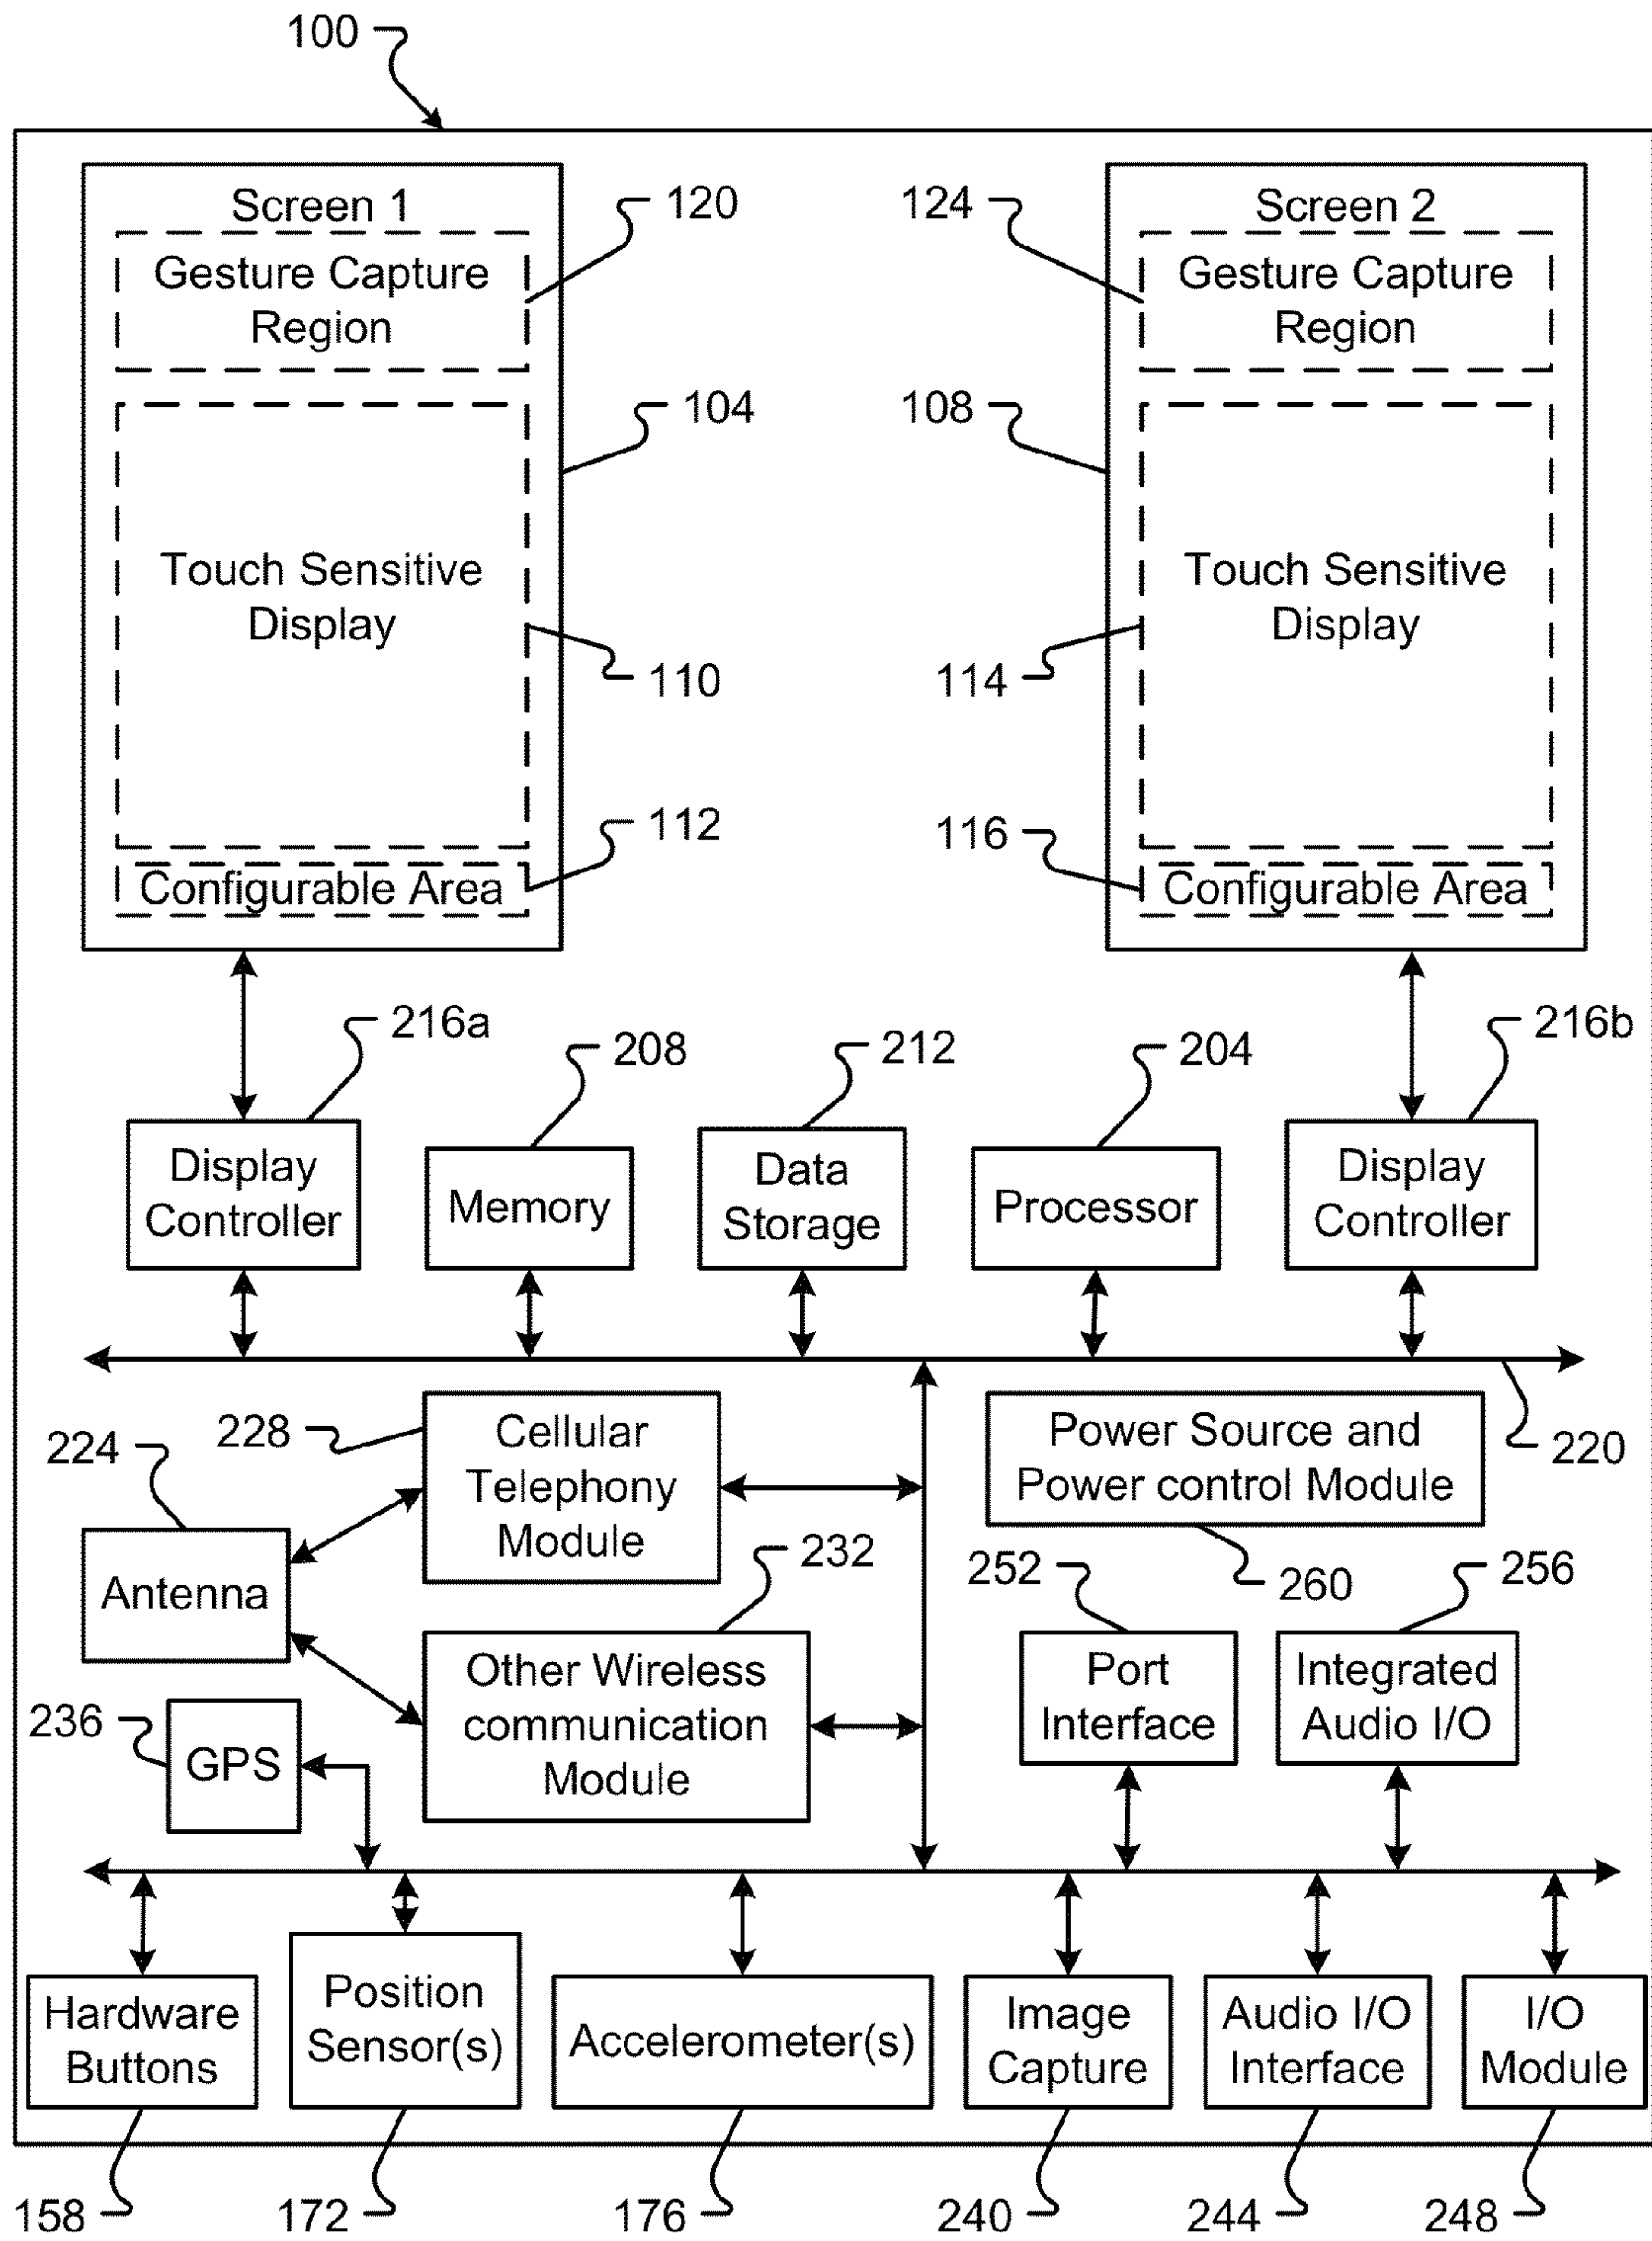 100
Screen 1
120
124
Screen 2
Gesture Capture
Region
Gesture Capture
Region
104
108
Touch Sensitive
Display
Touch Sensitive
Display
110
114
112
116
Configurable Area
Configurable Area
216a
208
212
204
216b
Display
Controller
Memory
Data
Storage
Processor
Display
Controller
224
228
Cellular
Telephony
Module
Power Source and
Power control Module
220
Antenna
232
252
260
256
236
GPS
Other Wireless
communication
Module
Port
Interface
Integrated
Audio I/O
Hardware
Buttons
Position
Sensor(s)
Accelerometer(s)
Image
Capture
Audio I/O
Interface
I/O
Module
158
172
176
240
244
248